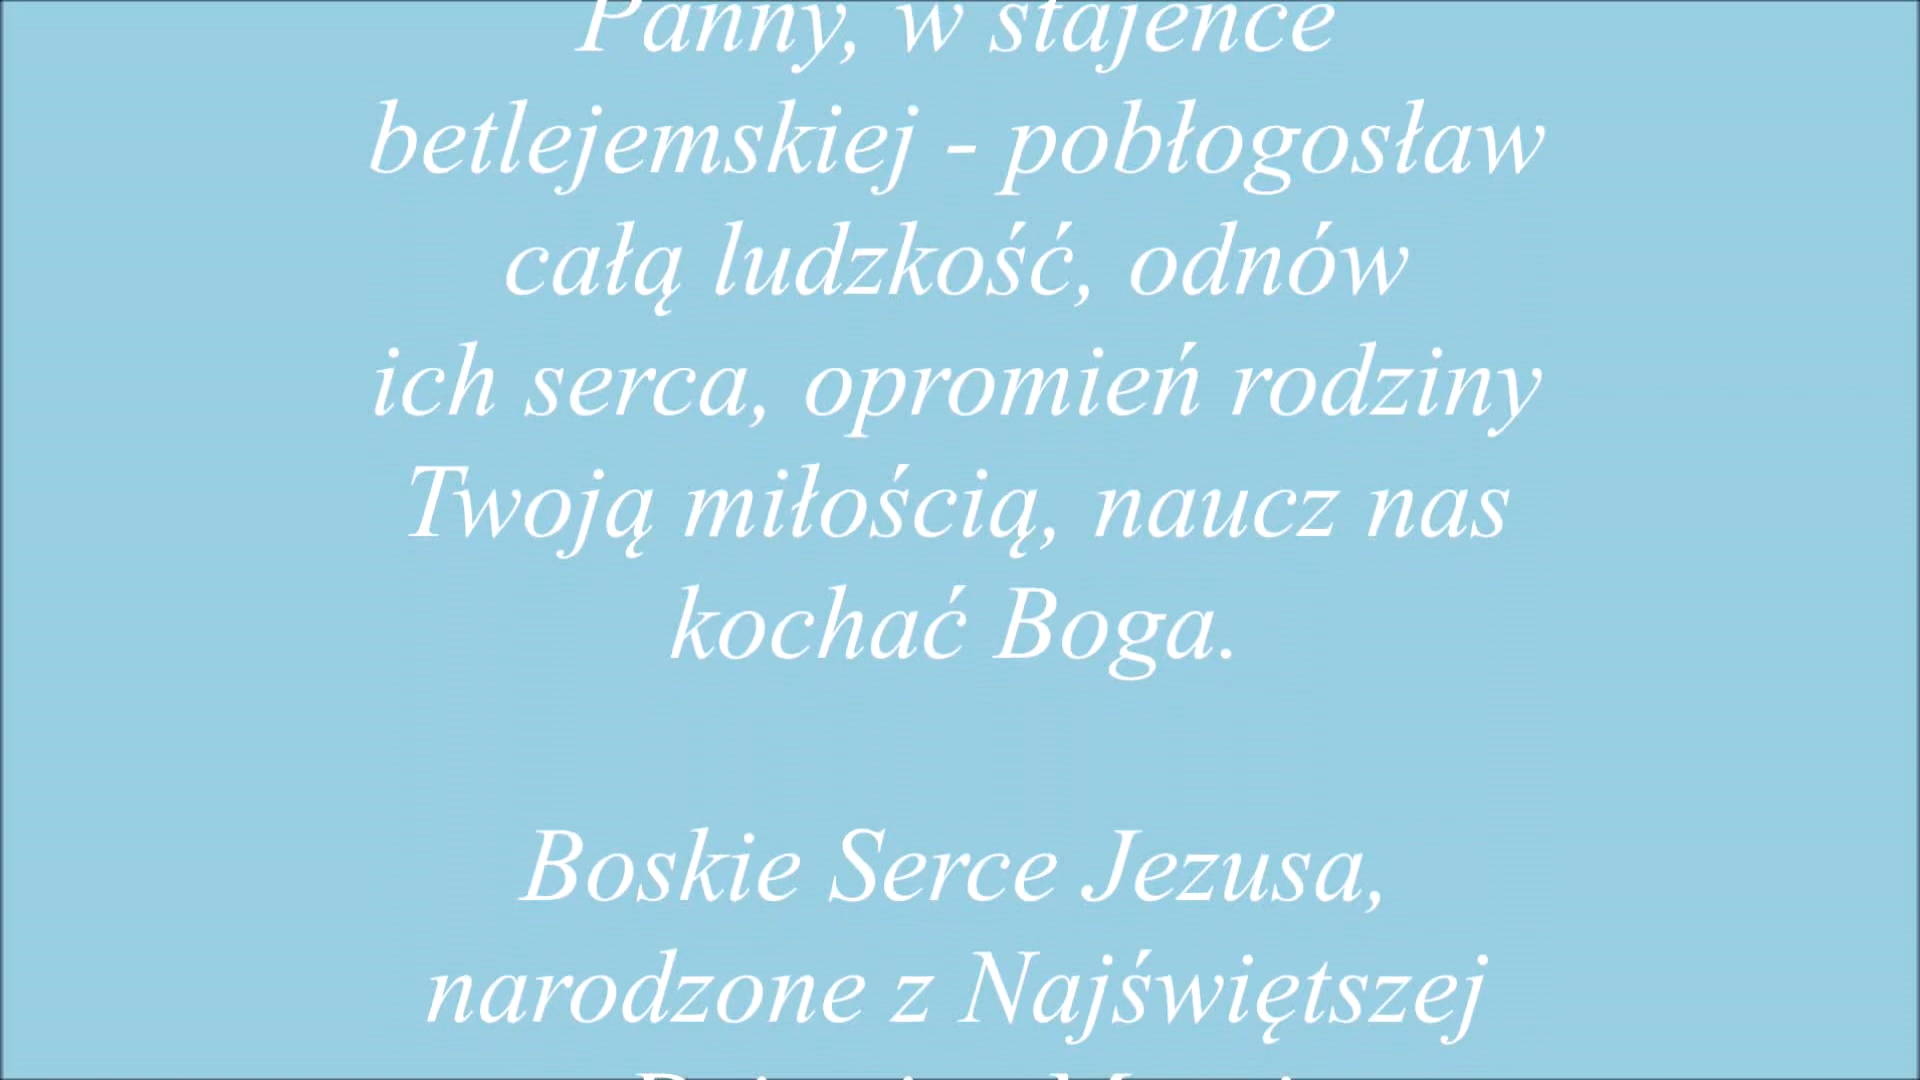 Panny, w stajence
betlejemskiej - pobłogosław
całą ludzkość, odnów
ich serca, opromień rodziny
Twoją miłością, naucz nas
kochać Boga.
Boskie Serce Jezusa,
narodzone z Najświętszej